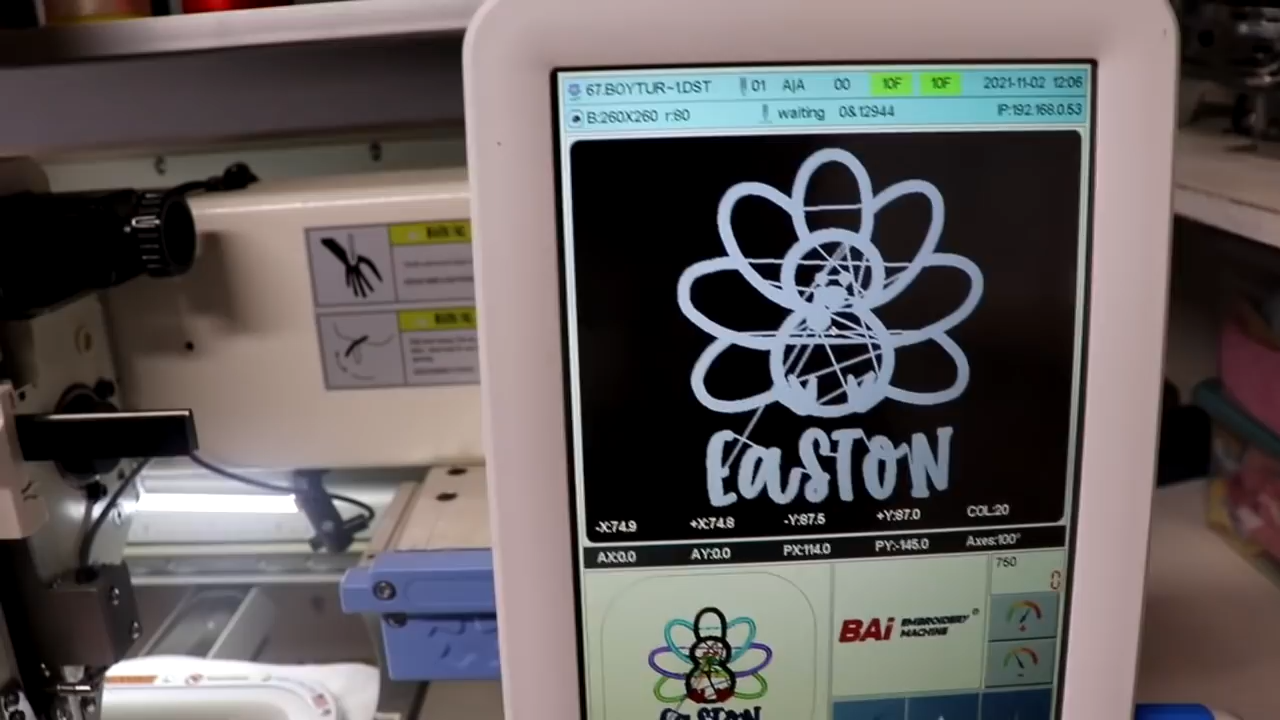 67.BOYTUR~1.DST 01 A|A 00 10F 10F 2021-11-02 12:06
B:260X260 r:80 waiting 0&12944 IP:192.168.0.53
EaSTON
-X:74.9 +X:74.8 -Y:87.5 +Y:87.0 COL:20
AX:0.0 AY:0.0 PX:114.0 PY:-145.0 Axes:100°
750
0
BAi EMBROIDERY MACHINE
EaSTON